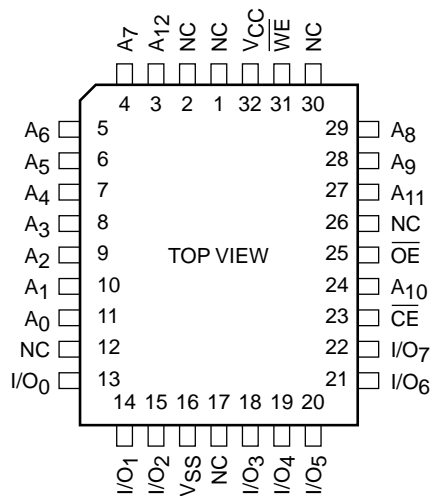 A7 A12 NC NC VCC W̅E̅ NC
4 3 2 1 32 31 30
A6 5 29 A8
A5 6 28 A9
A4 7 27 A11
A3 8 26 NC
A2 9 TOP VIEW 25 O̅E̅
A1 10 24 A10
A0 11 23 C̅E̅
NC 12 22 I/O7
I/O0 13 21 I/O6
14 15 16 17 18 19 20
I/O1 I/O2 VSS NC I/O3 I/O4 I/O5